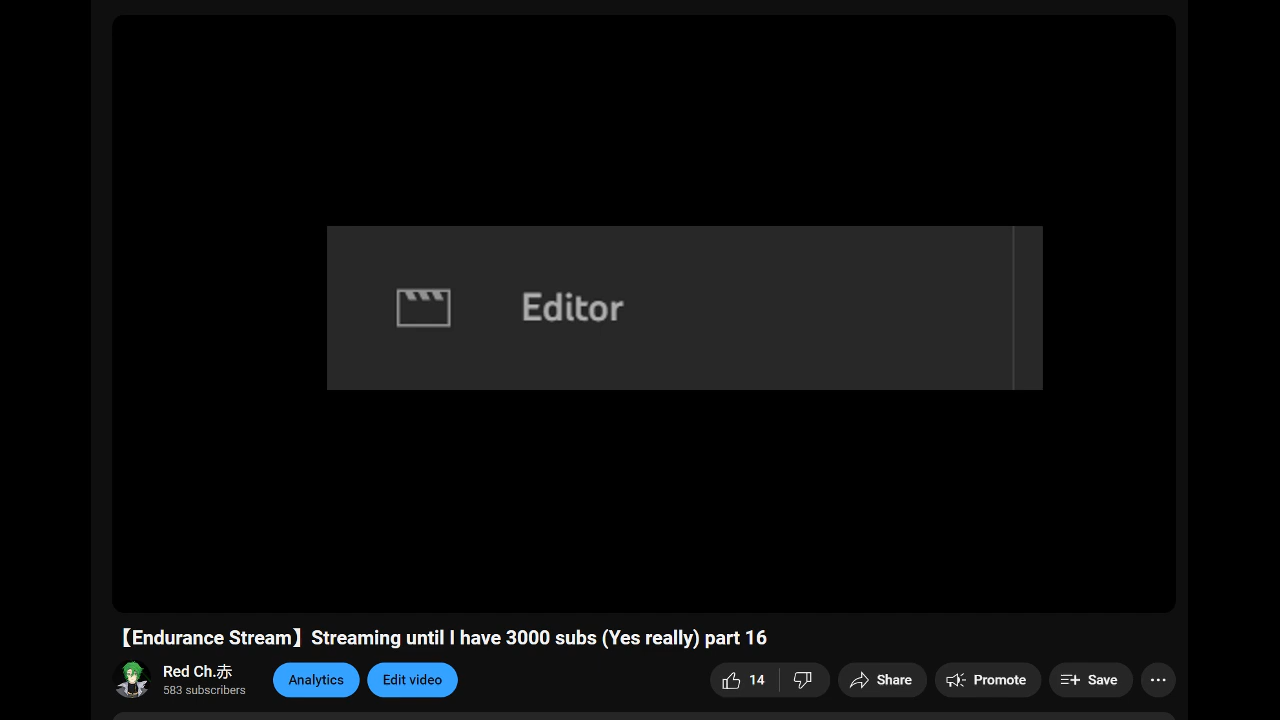 Editor
【Endurance Stream】Streaming until I have 3000 subs (Yes really) part 16
Red Ch.赤
583 subscribers
Analytics
Edit video
14
Share
Promote
Save